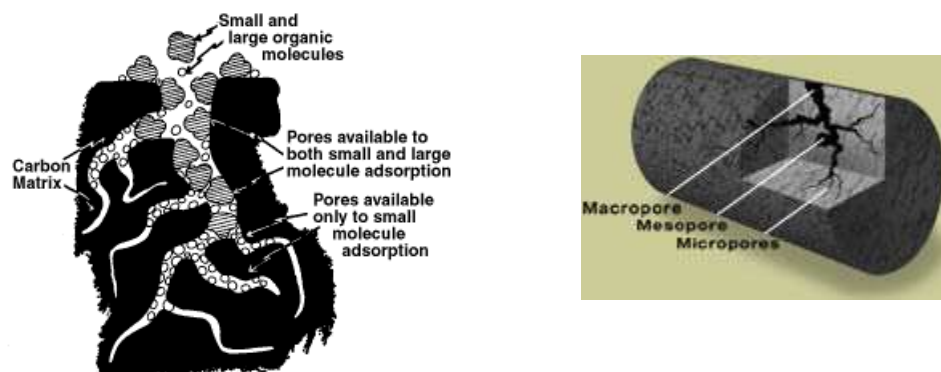 Small and
large organic
molecules
Pores available to
both small and large
molecule adsorption
Carbon
Matrix
Pores available
only to small
molecule
adsorption
Macropore
Mesopore
Micropores